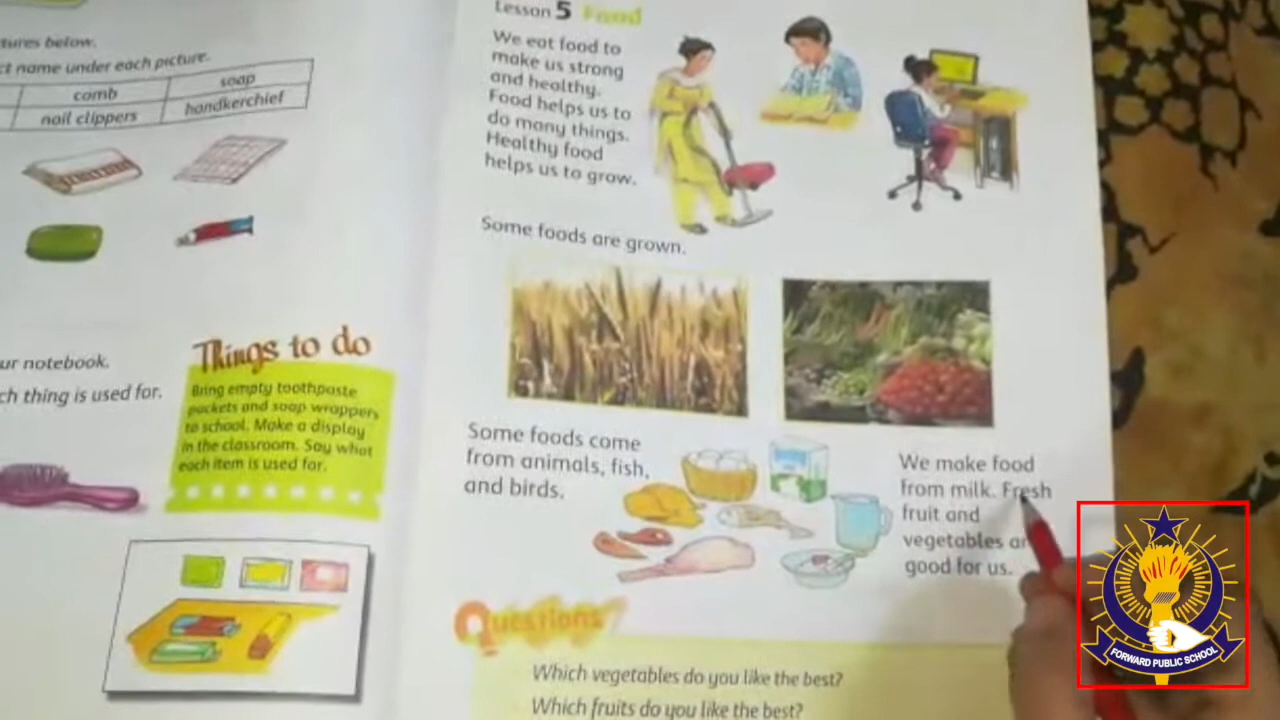 tures below.
ct name under each picture.
comb
soap
nail clippers
handkerchief
ur notebook.
ch thing is used for.
Things to do
Bring empty toothpaste
packets and soap wrappers
to school. Make a display
in the classroom. Say what
each item is used for.
Lesson 5 Food
We eat food to
make us strong
and healthy.
Food helps us to
do many things.
Healthy food
helps us to grow.
Some foods are grown.
Some foods come
from animals, fish,
and birds.
We make food
from milk. Fresh
fruit and
vegetables ar
good for us.
Questions?
Which vegetables do you like the best?
Which fruits do you like the best?
FORWARD PUBLIC SCHOOL